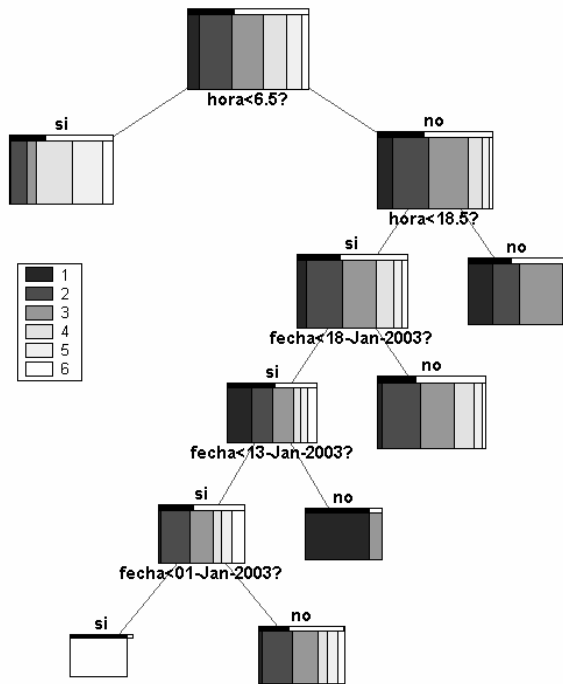 hora<6.5?
si
no
hora<18.5?
si
no
fecha<18-Jan-2003?
si
no
fecha<13-Jan-2003?
si
no
fecha<01-Jan-2003?
si
no
1
2
3
4
5
6